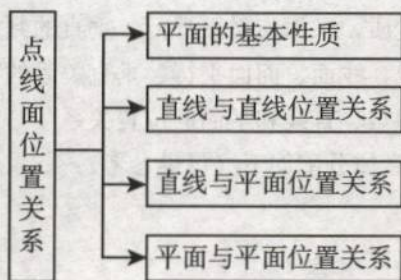 点线面位置关系
平面的基本性质
直线与直线位置关系
直线与平面位置关系
平面与平面位置关系